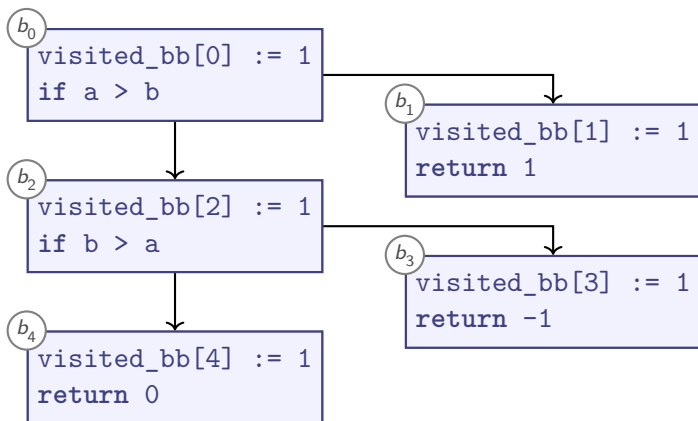 b0
visited_bb[0] := 1
if a > b
b1
visited_bb[1] := 1
return 1
b2
visited_bb[2] := 1
if b > a
b3
visited_bb[3] := 1
return -1
b4
visited_bb[4] := 1
return 0